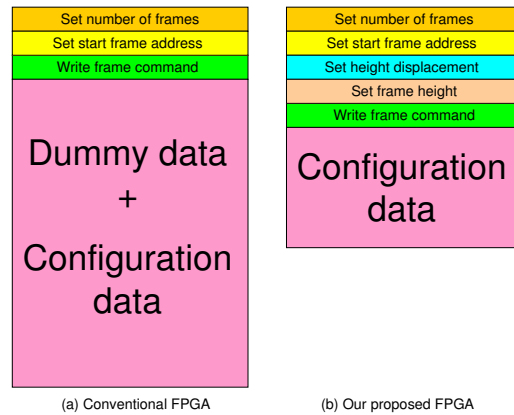 Set number of frames
Set start frame address
Write frame command
Dummy data
+
Configuration
data
(a) Conventional FPGA
Set number of frames
Set start frame address
Set height displacement
Set frame height
Write frame command
Configuration
data
(b) Our proposed FPGA